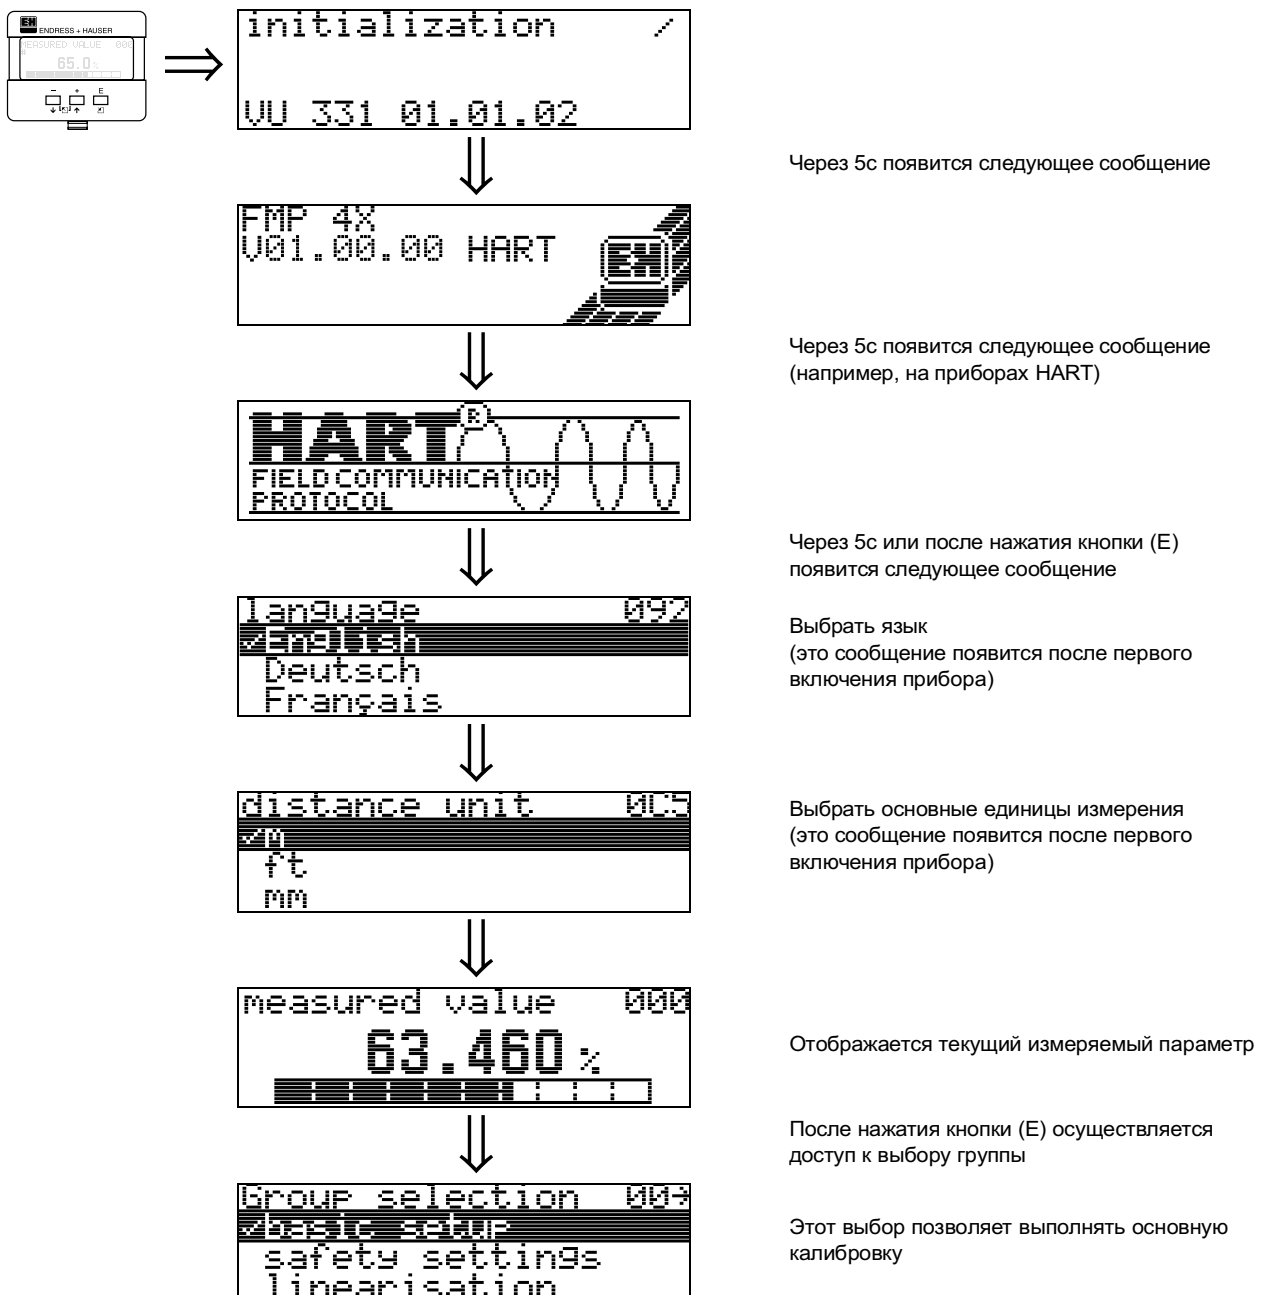 EH
ENDRESS + HAUSER
MEASURED VALUE 000
65.0 %
- + E
initialization /
VU 331 01.01.02
Через 5с появится следующее сообщение
FMP 4X
V01.00.00 HART
EH
Через 5с появится следующее сообщение
(например, на приборах HART)
HART®
FIELD COMMUNICATION
PROTOCOL
Через 5с или после нажатия кнопки (E)
появится следующее сообщение
language 092
✓English
Deutsch
Français
Выбрать язык
(это сообщение появится после первого
включения прибора)
distance unit 0C5
✓m
ft
mm
Выбрать основные единицы измерения
(это сообщение появится после первого
включения прибора)
measured value 000
63.460 %
Отображается текущий измеряемый параметр
После нажатия кнопки (E) осуществляется
доступ к выбору группы
Group selection 00→
✓basic setup
safety settings
linearisation
Этот выбор позволяет выполнять основную
калибровку